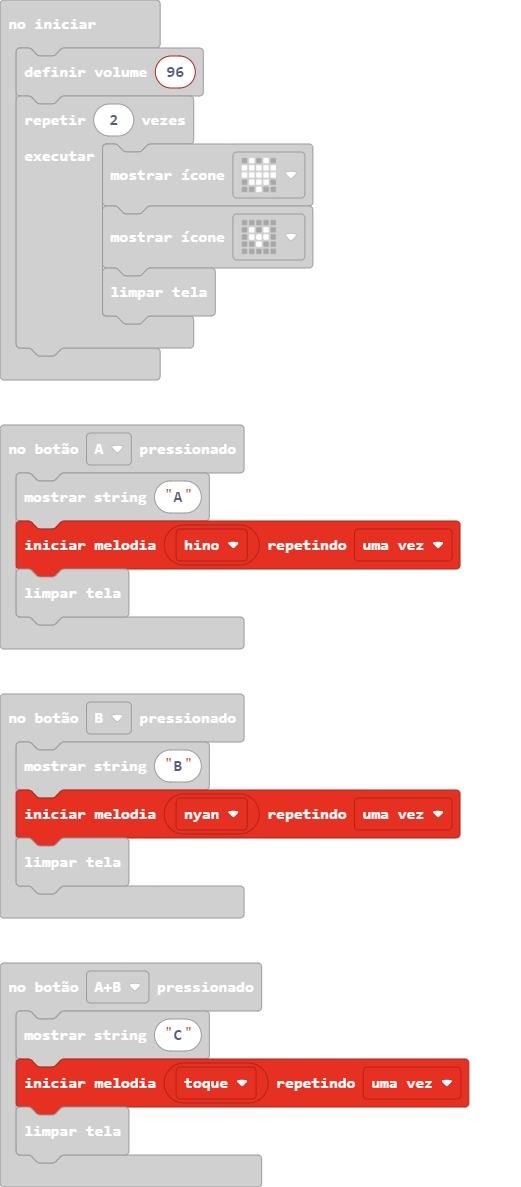 no iniciar
definir volume 96
repetir 2 vezes
executar
mostrar ícone
mostrar ícone
limpar tela
no botão A pressionado
mostrar string "A"
iniciar melodia hino repetindo uma vez
limpar tela
no botão B pressionado
mostrar string "B"
iniciar melodia nyan repetindo uma vez
limpar tela
no botão A+B pressionado
mostrar string "C"
iniciar melodia toque repetindo uma vez
limpar tela